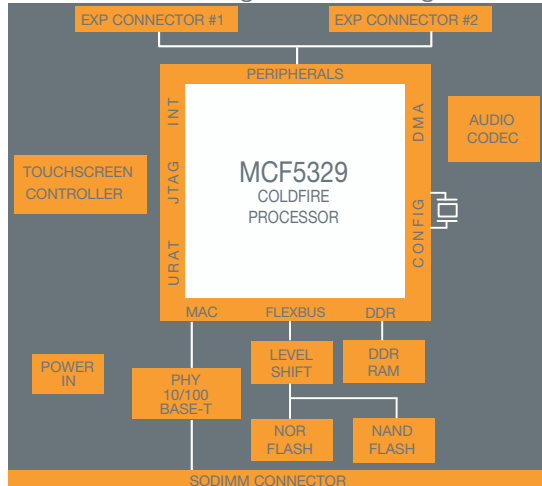 EXP CONNECTOR #1
EXP CONNECTOR #2
PERIPHERALS
INT
DMA
AUDIO
CODEC
TOUCHSCREEN
CONTROLLER
JTAG
MCF5329
COLDFIRE
PROCESSOR
CONFIG
URAT
MAC
FLEXBUS
DDR
POWER
IN
PHY
10/100
BASE-T
LEVEL
SHIFT
DDR
RAM
NOR
FLASH
NAND
FLASH
SODIMM CONNECTOR